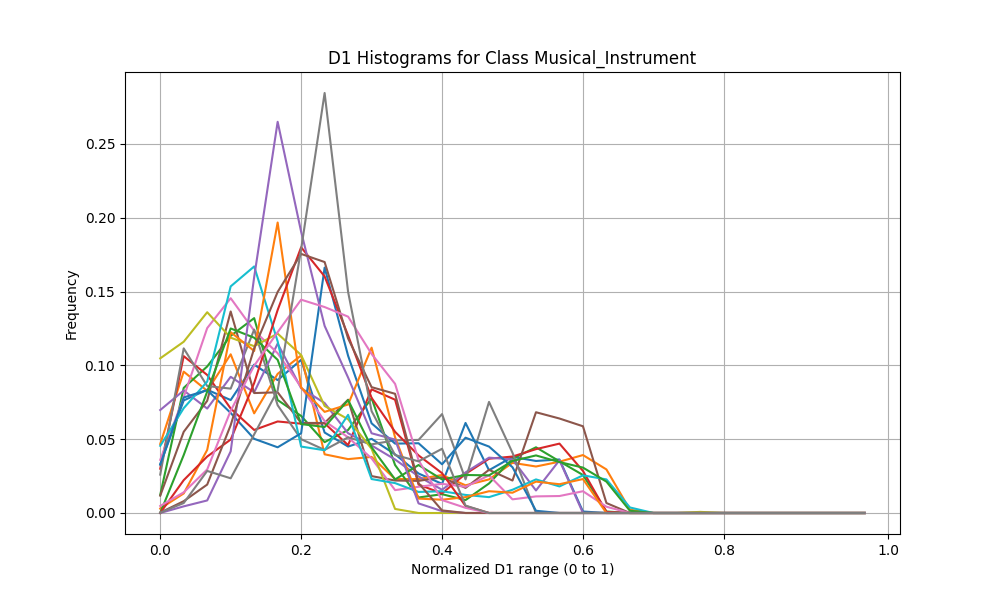 D1 Histograms for Class Musical_Instrument
Frequency
0.25
0.20
0.15
0.10
0.05
0.00
0.0 0.2 0.4 0.6 0.8 1.0
Normalized D1 range (0 to 1)